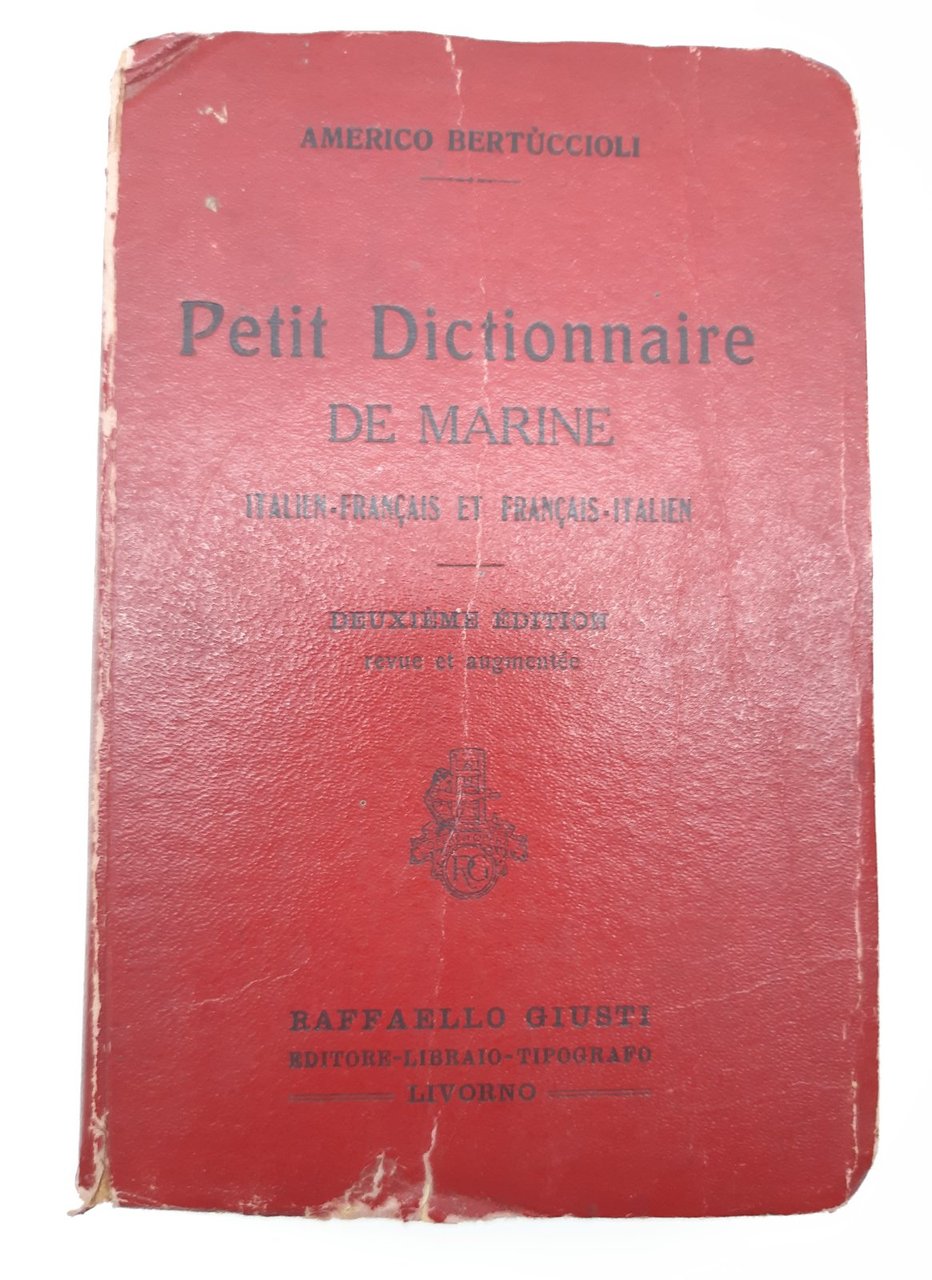 AMERICO BERTÙCCIOLI
Petit Dictionnaire
DE MARINE
ITALIEN-FRANÇAIS ET FRANÇAIS-ITALIEN
DEUXIÈME ÉDITION
revue et augmentée
RG
RAFFAELLO GIUSTI
EDITORE-LIBRAIO-TIPOGRAFO
LIVORNO